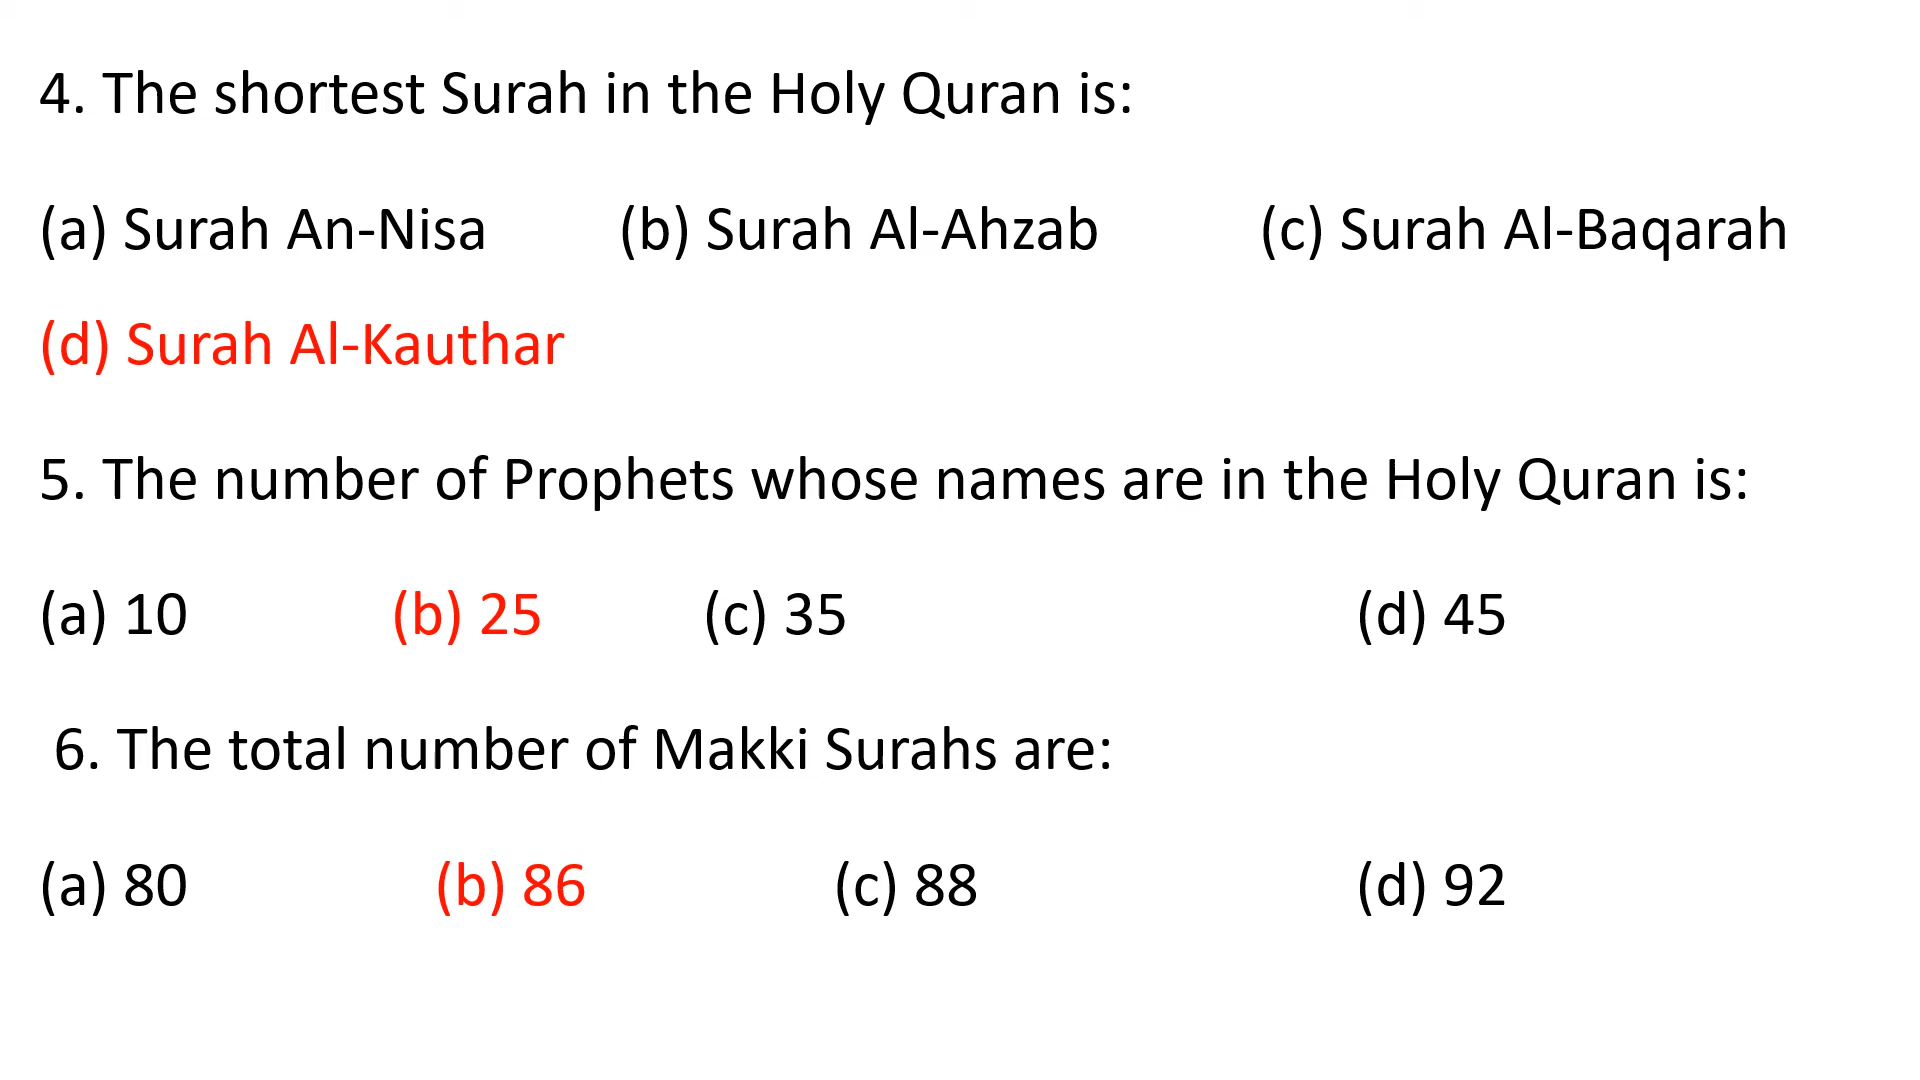 4. The shortest Surah in the Holy Quran is:
(a) Surah An-Nisa (b) Surah Al-Ahzab (c) Surah Al-Baqarah
(d) Surah Al-Kauthar
5. The number of Prophets whose names are in the Holy Quran is:
(a) 10 (b) 25 (c) 35 (d) 45
6. The total number of Makki Surahs are:
(a) 80 (b) 86 (c) 88 (d) 92